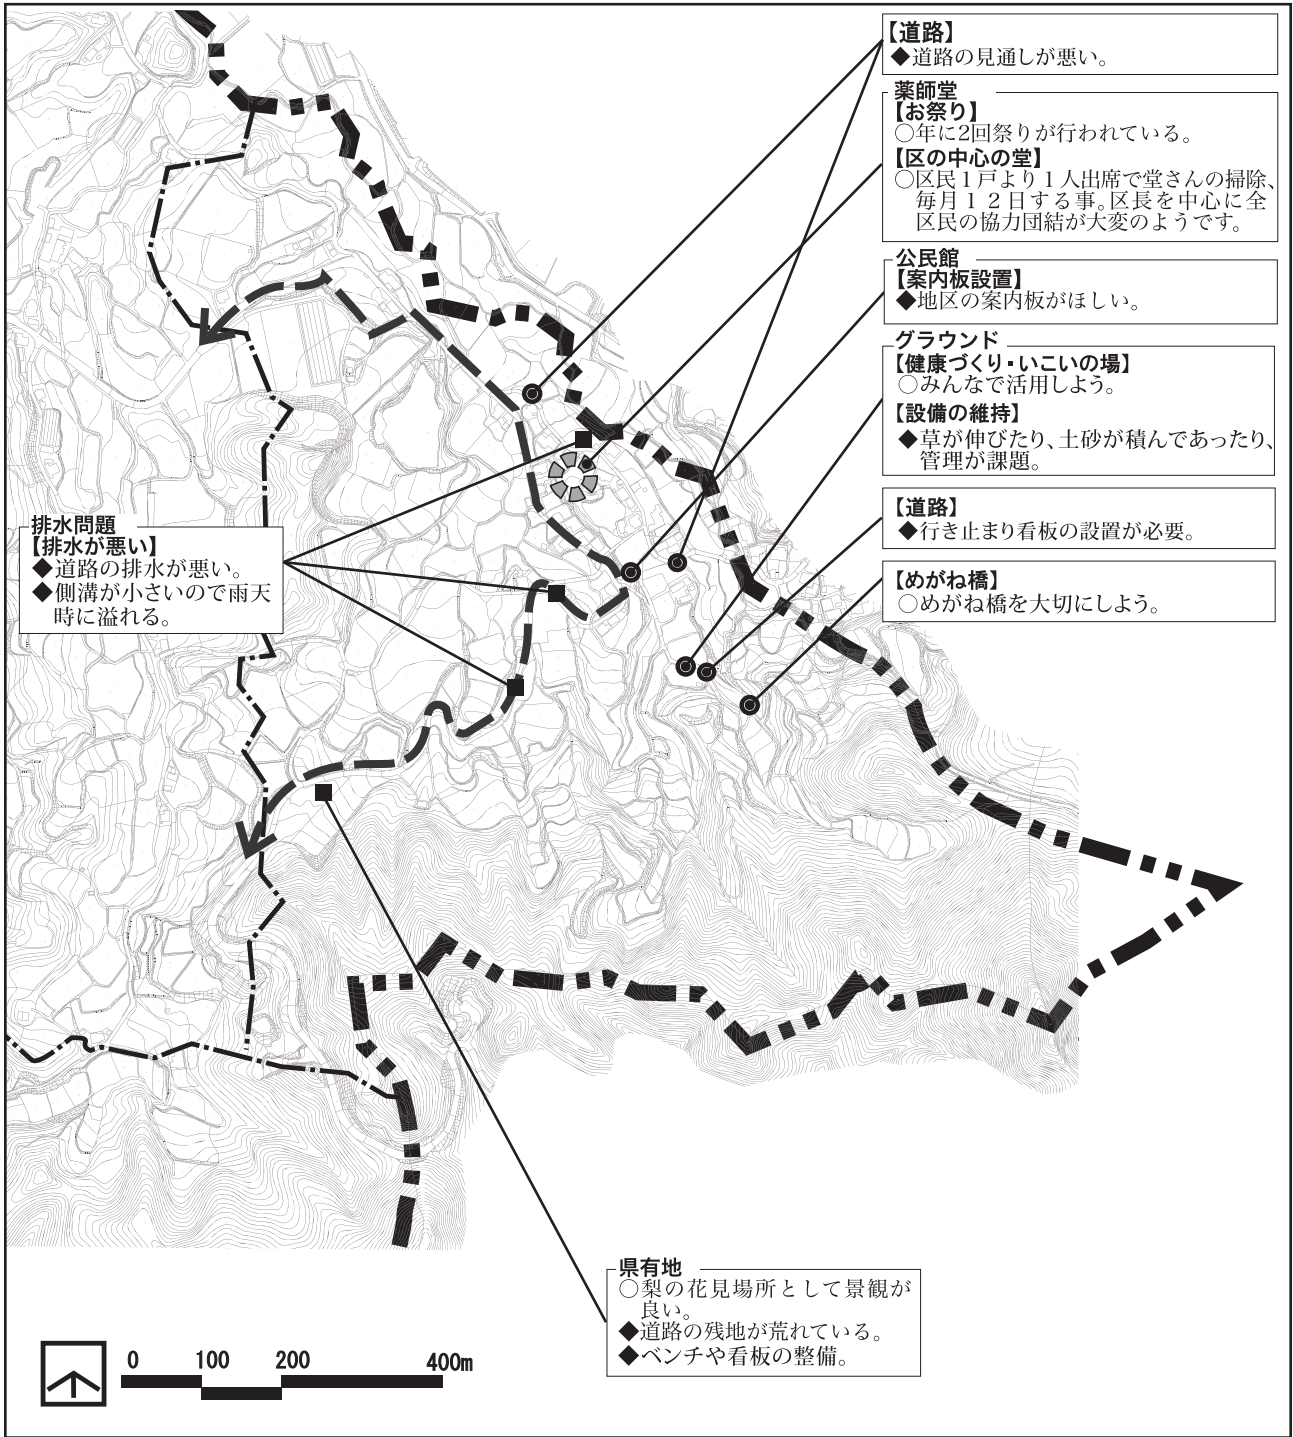 【道路】
◆道路の見通しが悪い。
薬師堂
【お祭り】
○年に2回祭りが行われている。
【区の中心の堂】
○区民1戸より1人出席で堂さんの掃除、
毎月12日する事。区長を中心に全
区民の協力団結が大変のようです。
公民館
【案内板設置】
◆地区の案内板がほしい。
グラウンド
【健康づくり・いこいの場】
○みんなで活用しよう。
【設備の維持】
◆草が伸びたり、土砂が積んであったり、
管理が課題。
【道路】
◆行き止まり看板の設置が必要。
【めがね橋】
○めがね橋を大切にしよう。
排水問題
【排水が悪い】
◆道路の排水が悪い。
◆側溝が小さいので雨天
時に溢れる。
県有地
○梨の花見場所として景観が
良い。
◆道路の残地が荒れている。
◆ベンチや看板の整備。
0 100 200 400m